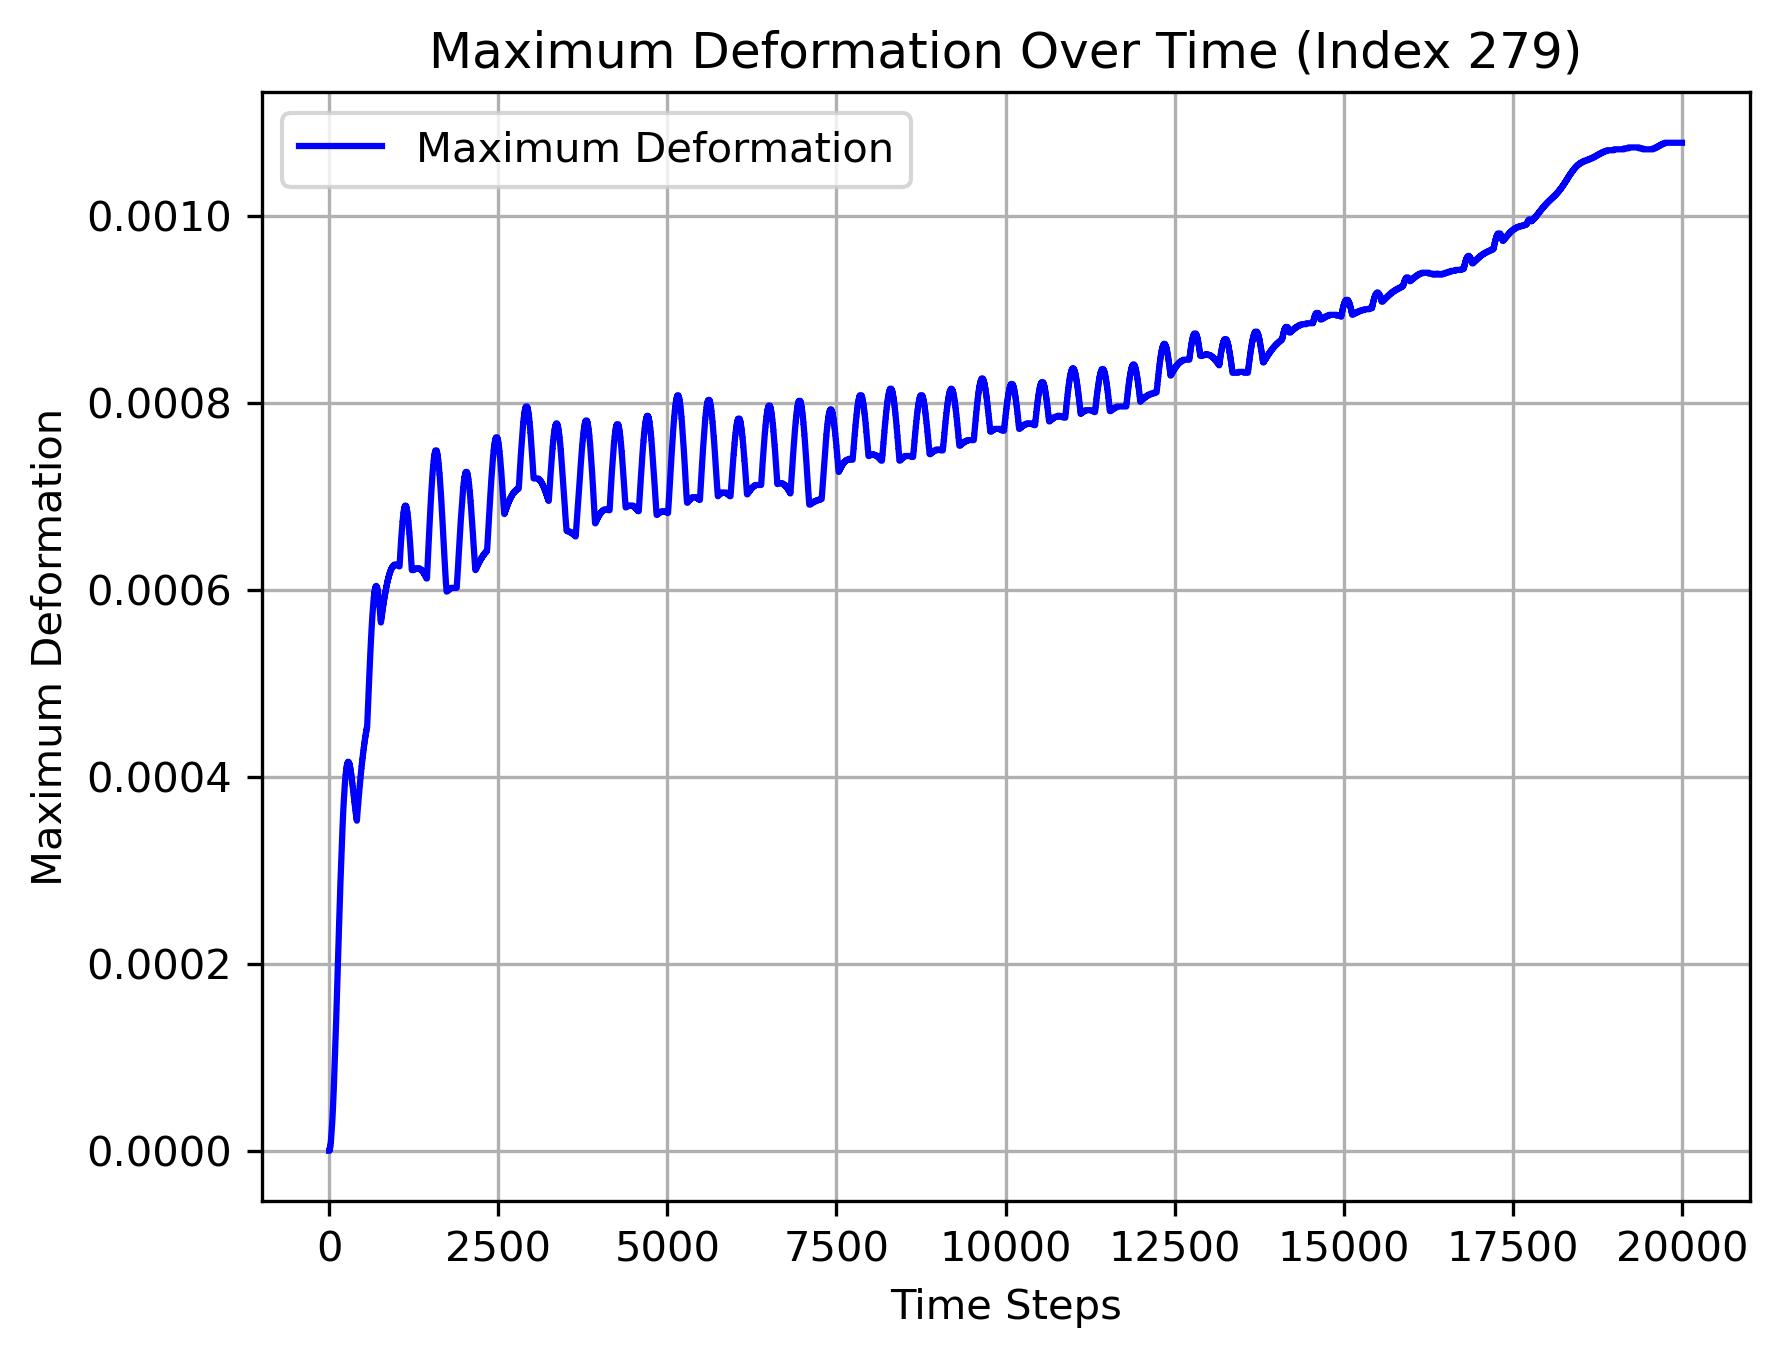 Maximum Deformation Over Time (Index 279)
Maximum Deformation
Maximum Deformation
0.0010
0.0008
0.0006
0.0004
0.0002
0.0000
0 2500 5000 7500 10000 12500 15000 17500 20000
Time Steps